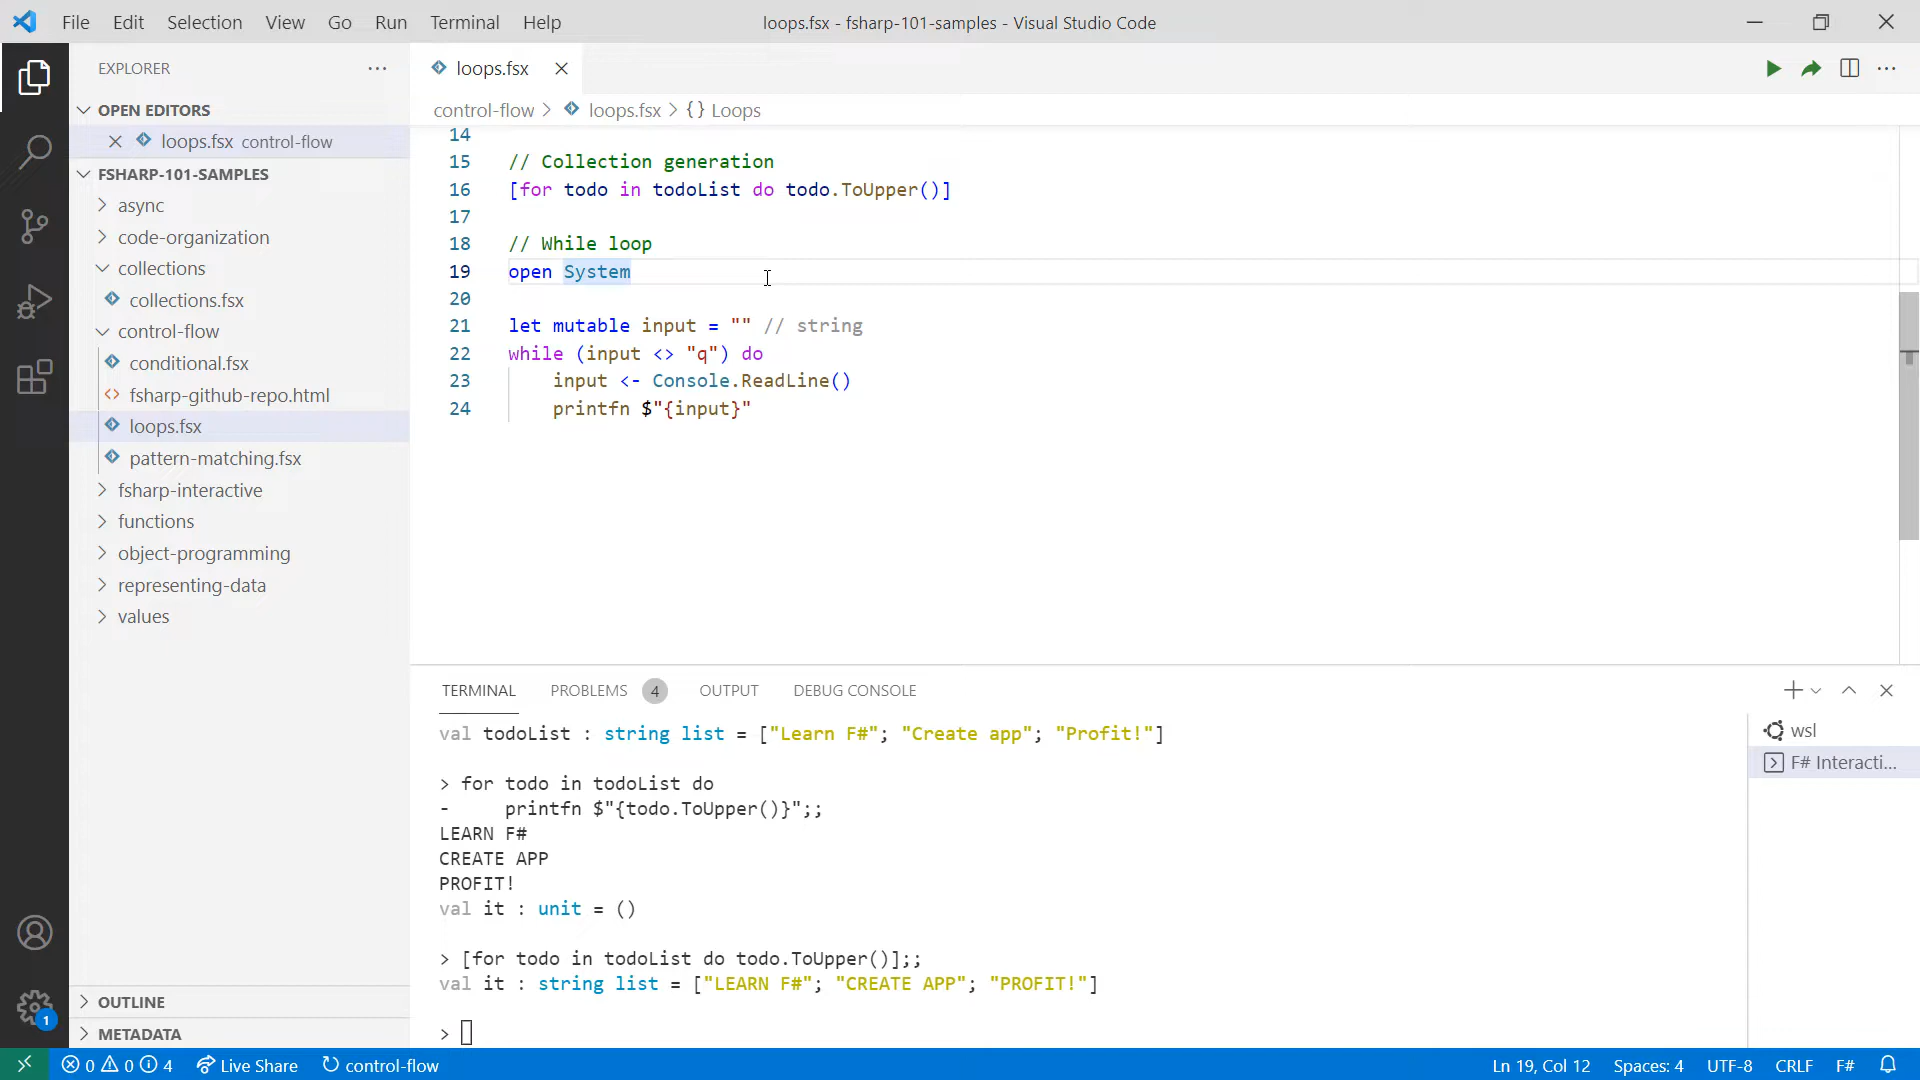 File Edit Selection View Go Run Terminal Help
loops.fsx - fsharp-101-samples - Visual Studio Code
EXPLORER
OPEN EDITORS
loops.fsx control-flow
FSHARP-101-SAMPLES
async
code-organization
collections
collections.fsx
control-flow
conditional.fsx
fsharp-github-repo.html
loops.fsx
pattern-matching.fsx
fsharp-interactive
functions
object-programming
representing-data
values
OUTLINE
METADATA
1
loops.fsx
control-flow > loops.fsx > {} Loops
14
15 // Collection generation
16 [for todo in todoList do todo.ToUpper()]
17
18 // While loop
19 open System
20
21 let mutable input = "" // string
22 while (input <> "q") do
23 input <- Console.ReadLine()
24 printfn $"{input}"
TERMINAL PROBLEMS 4 OUTPUT DEBUG CONSOLE
val todoList : string list = ["Learn F#"; "Create app"; "Profit!"]
> for todo in todoList do
- printfn $"{todo.ToUpper()}";;
LEARN F#
CREATE APP
PROFIT!
val it : unit = ()
> [for todo in todoList do todo.ToUpper()];;
val it : string list = ["LEARN F#"; "CREATE APP"; "PROFIT!"]
>
wsl
F# Interacti...
0 0 4 Live Share control-flow
Ln 19, Col 12 Spaces: 4 UTF-8 CRLF F#